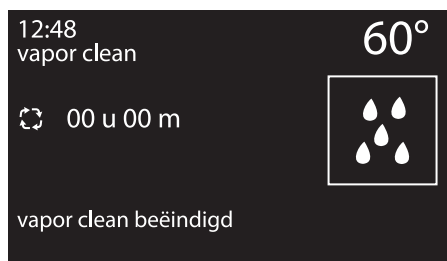 12:48
60°
vapor clean
00 u 00 m
vapor clean beëindigd